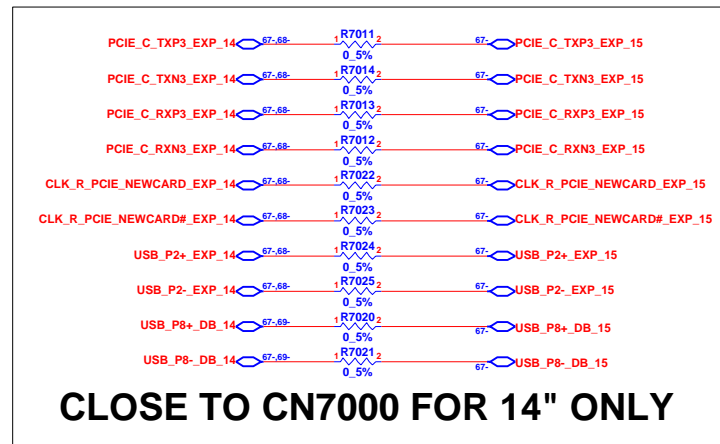 R7011
PCIE_C_TXP3_EXP_14 67-,68- 1 2 67- PCIE_C_TXP3_EXP_15
0_5%
R7014
PCIE_C_TXN3_EXP_14 67-,68- 1 2 67- PCIE_C_TXN3_EXP_15
0_5%
R7013
PCIE_C_RXP3_EXP_14 67-,68- 1 2 67- PCIE_C_RXP3_EXP_15
0_5%
R7012
PCIE_C_RXN3_EXP_14 67-,68- 1 2 67- PCIE_C_RXN3_EXP_15
0_5%
R7022
CLK_R_PCIE_NEWCARD_EXP_14 67-,68- 1 2 67- CLK_R_PCIE_NEWCARD_EXP_15
0_5%
R7023
CLK_R_PCIE_NEWCARD#_EXP_14 67-,68- 1 2 67- CLK_R_PCIE_NEWCARD#_EXP_15
0_5%
R7024
USB_P2+_EXP_14 67-,68- 1 2 67- USB_P2+_EXP_15
0_5%
R7025
USB_P2-_EXP_14 67-,68- 1 2 67- USB_P2-_EXP_15
0_5%
R7020
USB_P8+_DB_14 67-,69- 1 2 67- USB_P8+_DB_15
0_5%
R7021
USB_P8-_DB_14 67-,69- 1 2 67- USB_P8-_DB_15
0_5%
CLOSE TO CN7000 FOR 14" ONLY